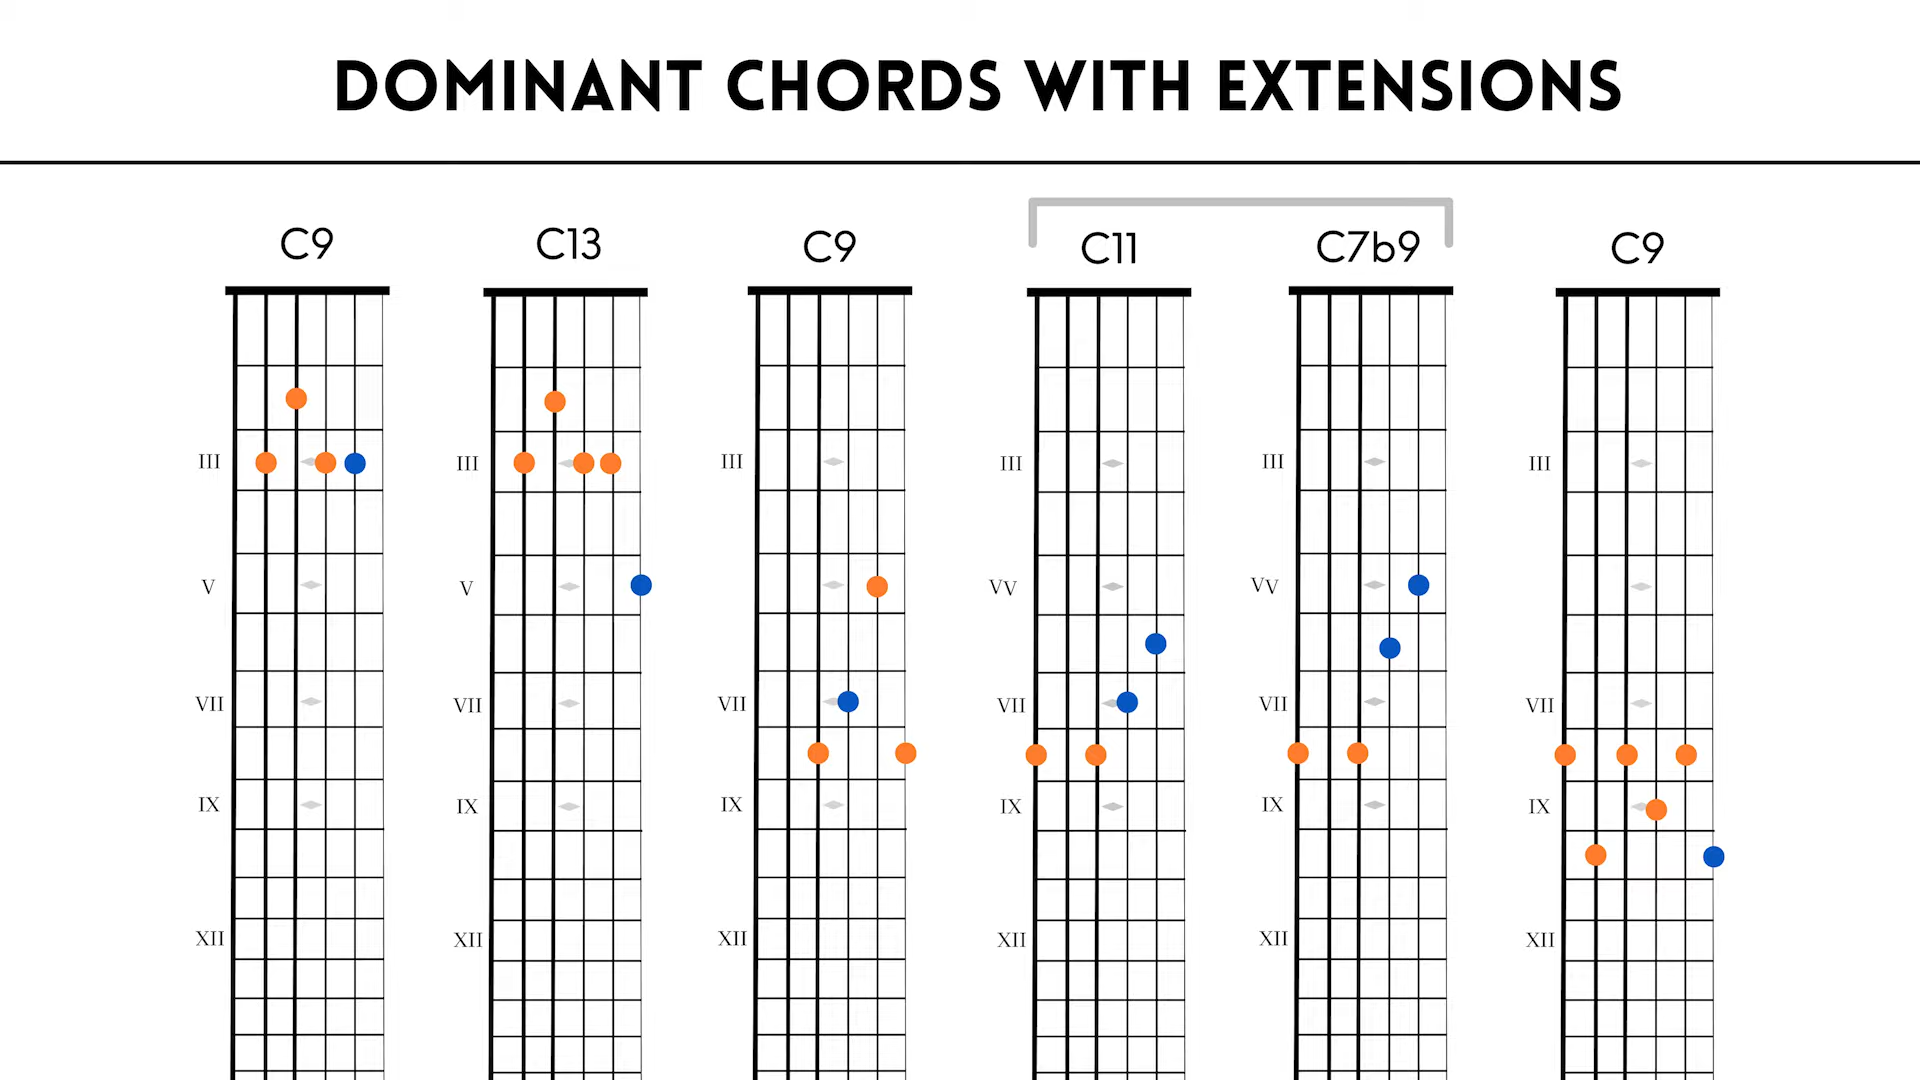 DOMINANT CHORDS WITH EXTENSIONS
C9 C13 C9 C11 C7b9 C9
III III III III III III
V V VV VV
VII VII VII VII VII VII
IX IX IX IX IX IX
XII XII XII XII XII XII